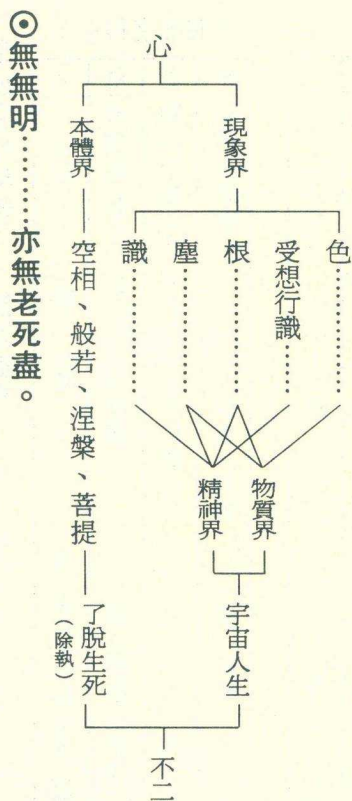 心
現象界
本體界
色
受想行識
根
塵
識
物質界
精神界
宇宙人生
空相、般若、涅槃、菩提
了脫生死
(除執)
不二
⊙無無明………亦無老死盡。